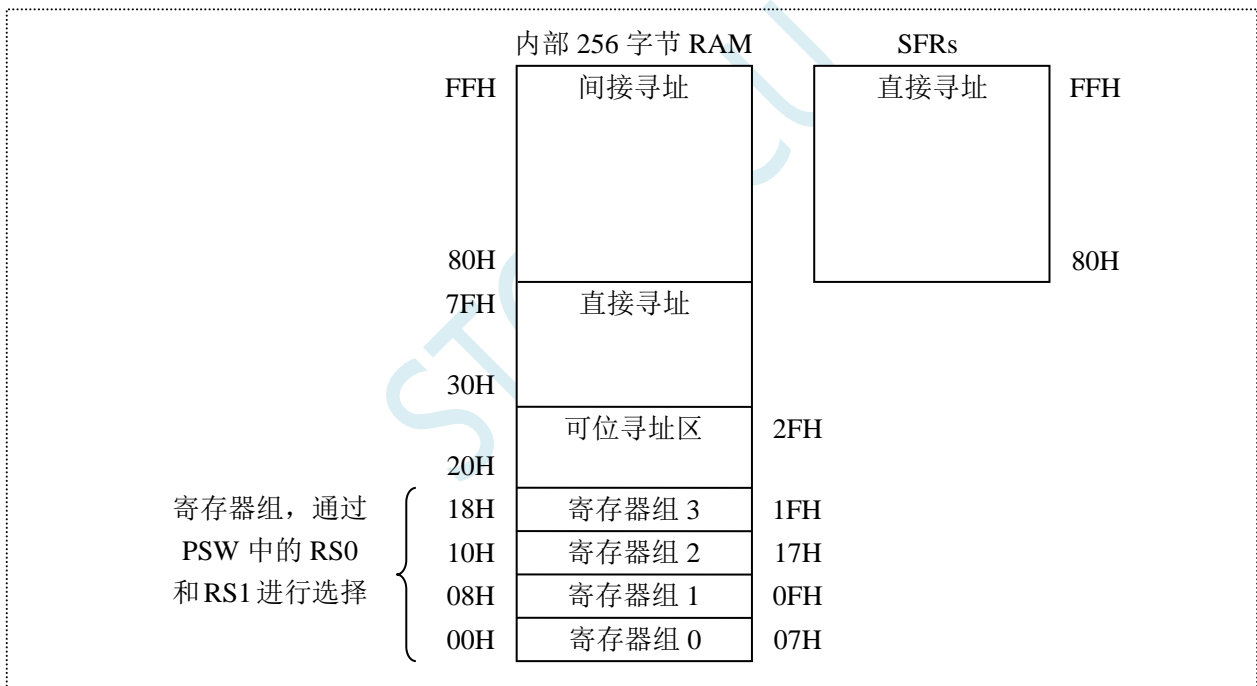 内部 256 字节 RAM SFRs
FFH 间接寻址 直接寻址 FFH
80H 80H
7FH 直接寻址
30H
可位寻址区 2FH
20H
寄存器组，通过 18H 寄存器组 3 1FH
PSW 中的 RS0 10H 寄存器组 2 17H
和RS1进行选择 08H 寄存器组 1 0FH
00H 寄存器组 0 07H